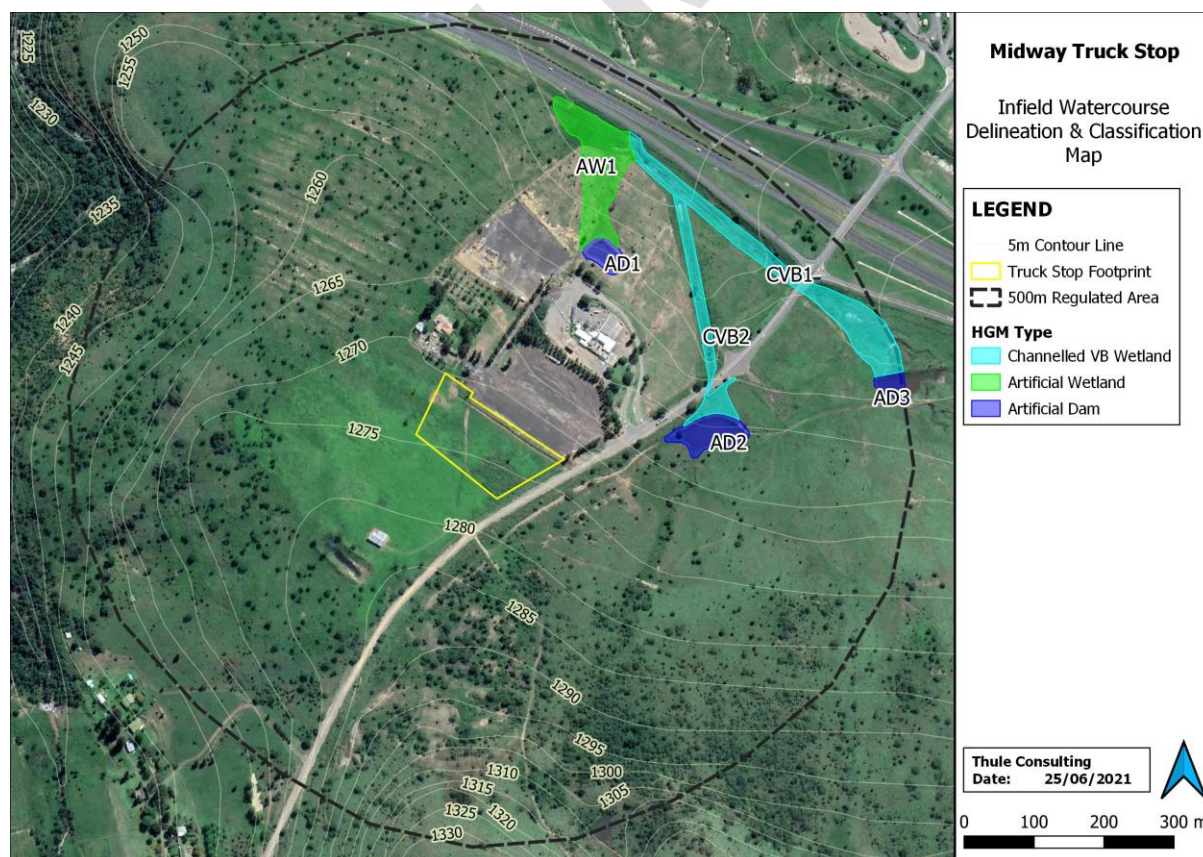 1225
1250
1255
1230
1235
1260
1265
1240
1245
1270
1275
1280
1285
1290
1295
1300
1305
1310
1315
1320
1325
1330
AW1
AD1
CVB1
CVB2
AD2
AD3
Midway Truck Stop
Infield Watercourse
Delineation & Classification
Map
LEGEND
5m Contour Line
Truck Stop Footprint
500m Regulated Area
HGM Type
Channelled VB Wetland
Artificial Wetland
Artificial Dam
Thule Consulting
Date: 25/06/2021
0 100 200 300 m